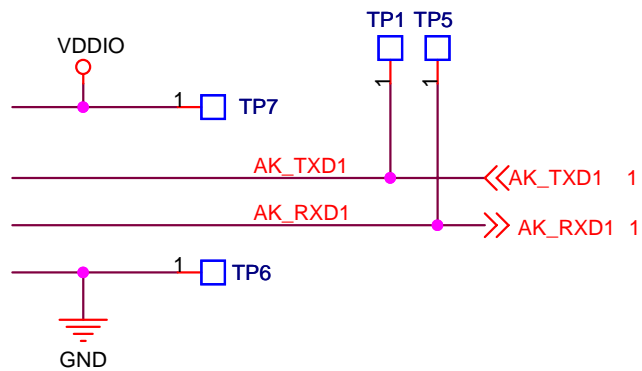 TP1 TP5
VDDIO
1 1
1 TP7
AK_TXD1 AK_TXD1 1
AK_RXD1 AK_RXD1 1
1 TP6
GND